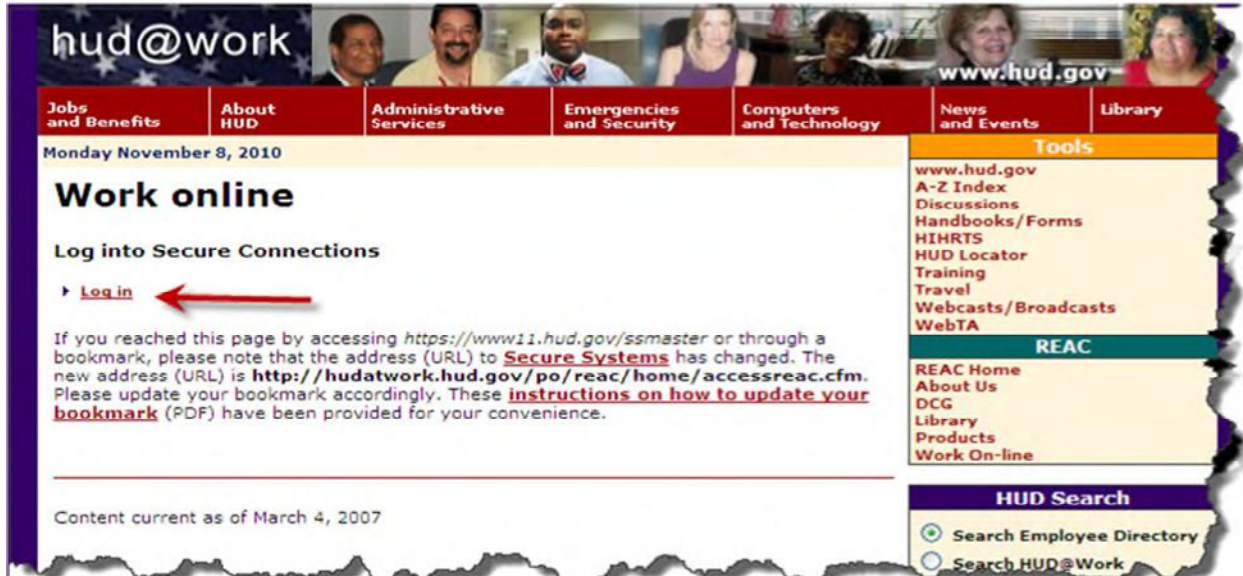 hud@work
www.hud.gov
Jobs and Benefits
About HUD
Administrative Services
Emergencies and Security
Computers and Technology
News and Events
Library
Monday November 8, 2010
Work online
Log into Secure Connections
Log in
If you reached this page by accessing https://www11.hud.gov/ssmaster or through a
bookmark, please note that the address (URL) to Secure Systems has changed. The
new address (URL) is http://hudatwork.hud.gov/po/reac/home/accessreac.cfm.
Please update your bookmark accordingly. These instructions on how to update your
bookmark (PDF) have been provided for your convenience.
Content current as of March 4, 2007
Tools
www.hud.gov
A-Z Index
Discussions
Handbooks/Forms
HIHRTS
HUD Locator
Training
Travel
Webcasts/Broadcasts
WebTA
REAC
REAC Home
About Us
DCG
Library
Products
Work On-line
HUD Search
Search Employee Directory
Search HUD@Work